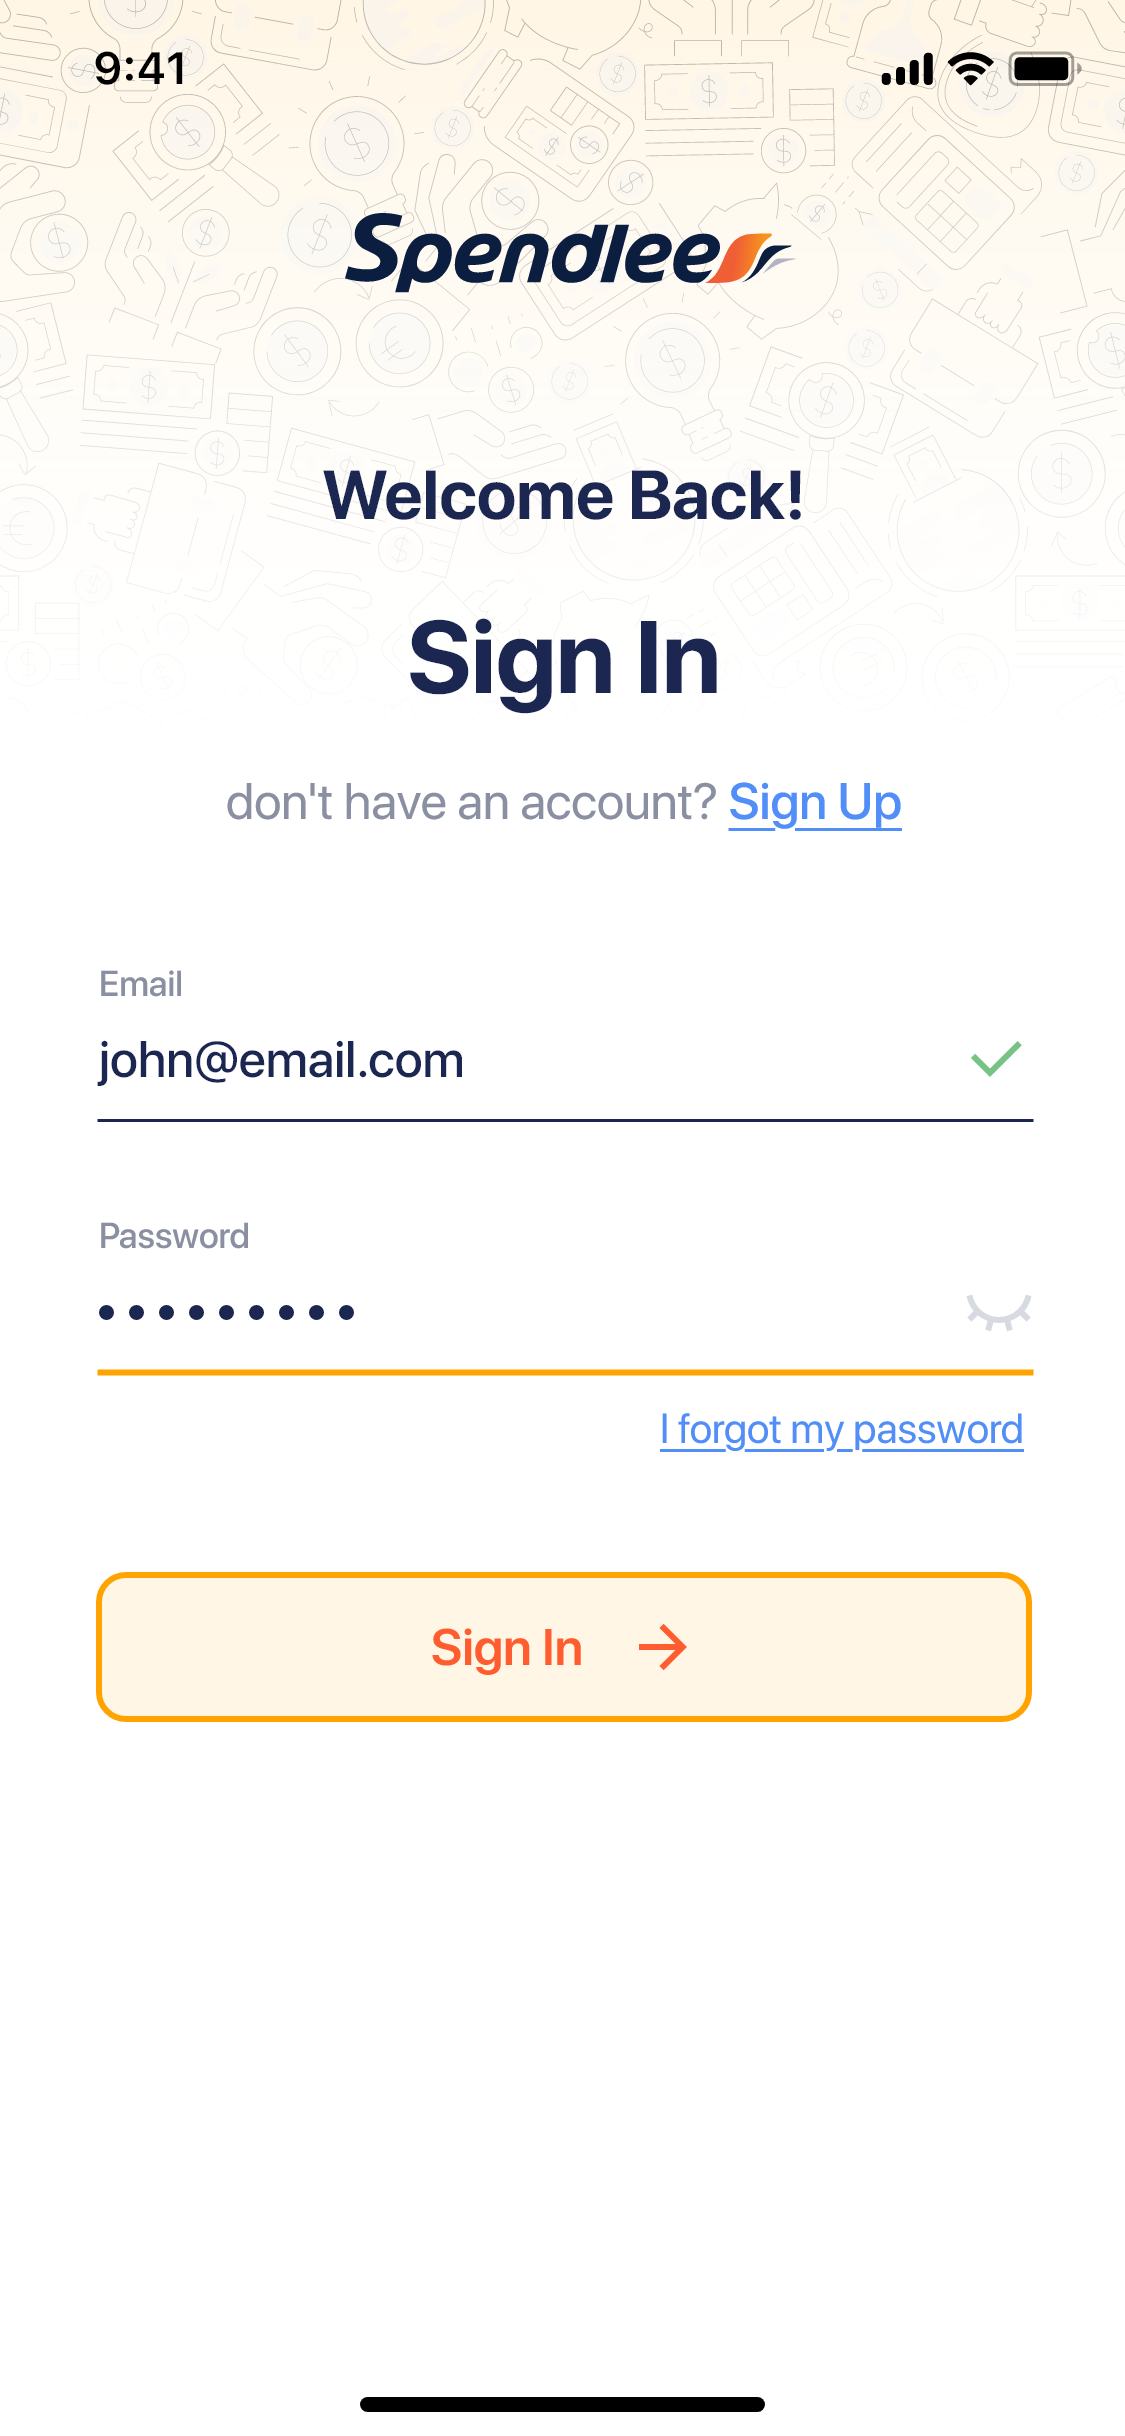 9:41
Spendlee
Welcome Back!
Sign In
don't have an account? Sign Up
Email
john@email.com
Password
•••••••••
I forgot my password
Sign In